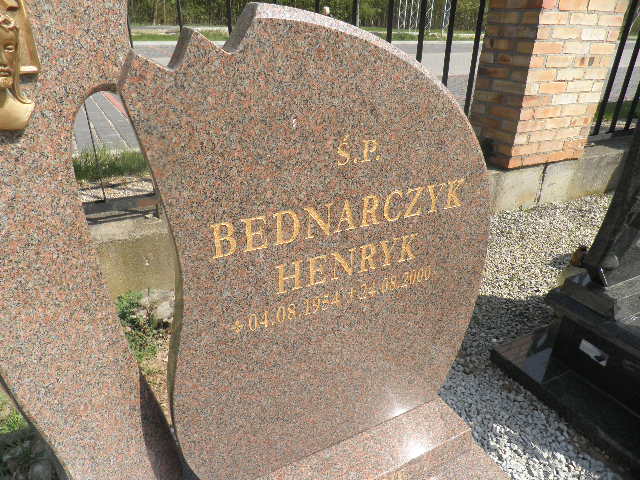 Ś.P.
BEDNARCZYK
HENRYK
* 04.08.1954 † 24.08.2000